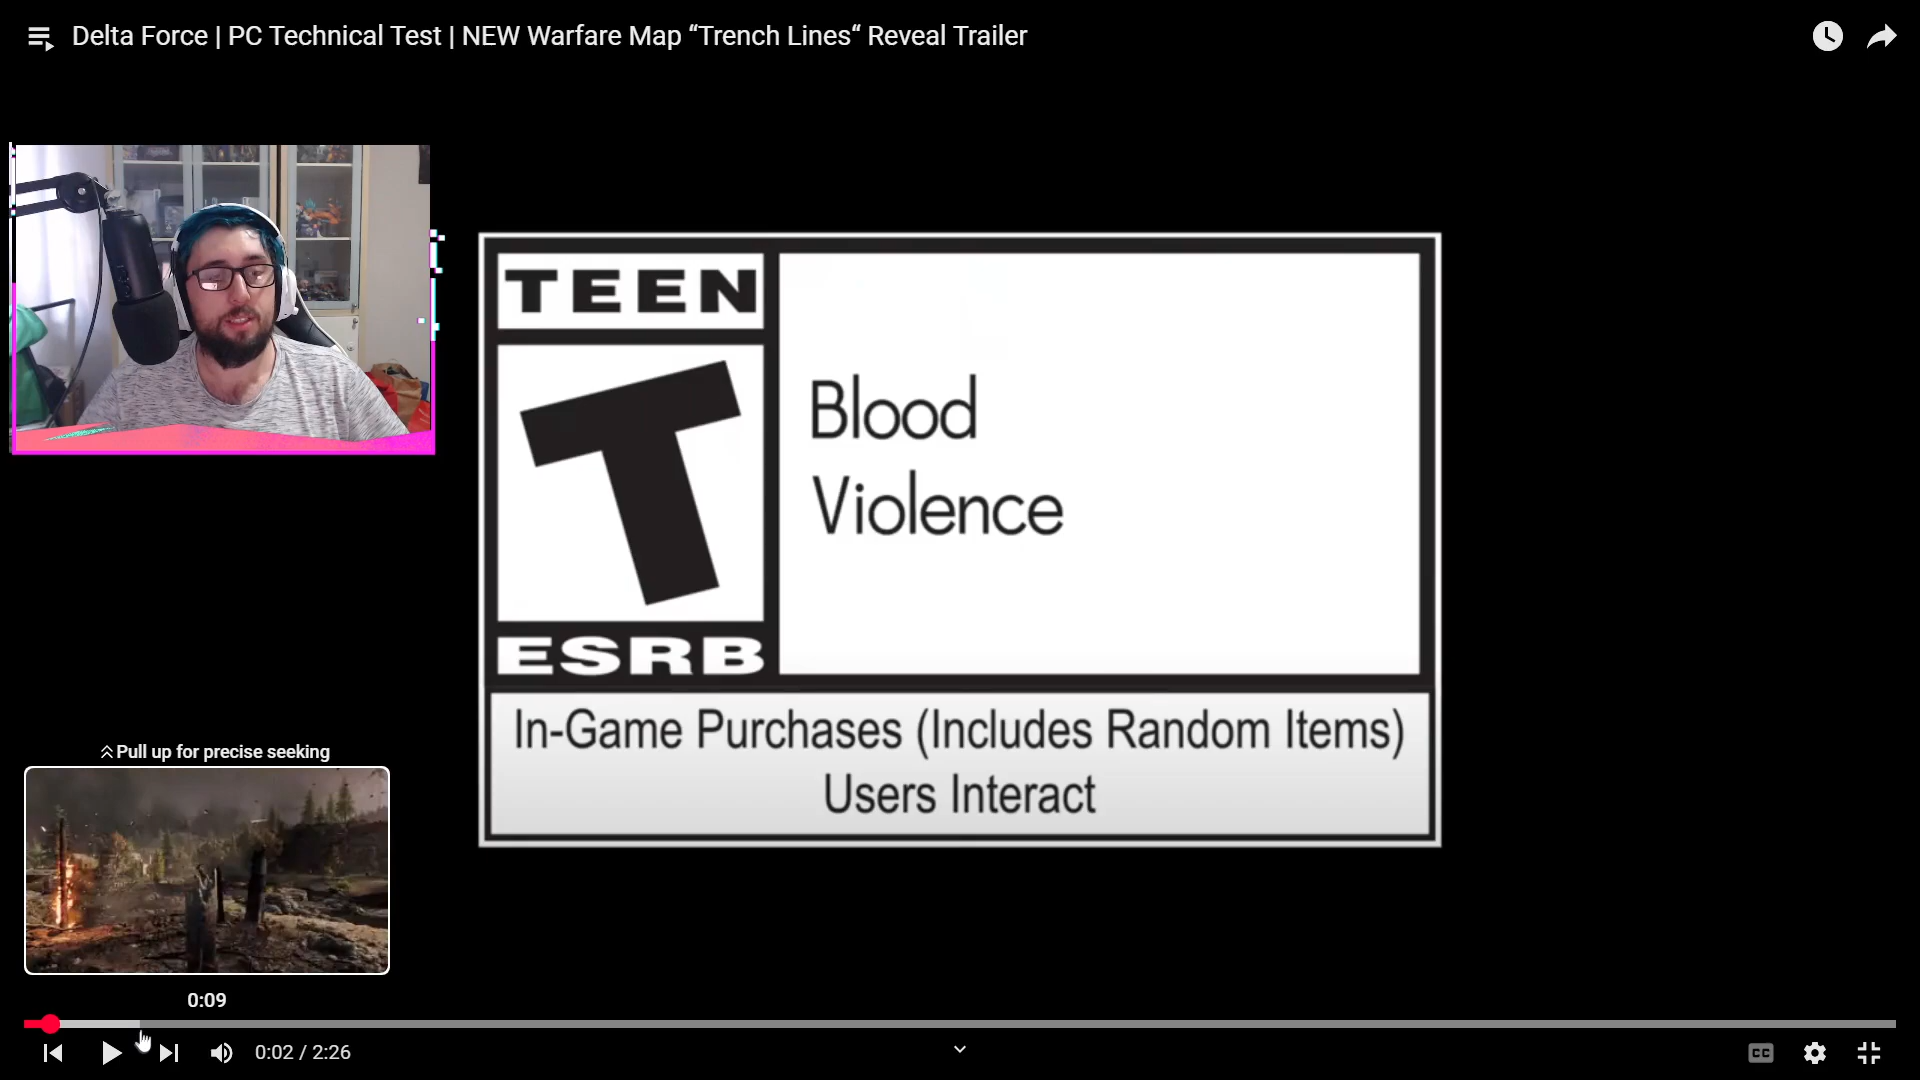 Delta Force | PC Technical Test | NEW Warfare Map “Trench Lines“ Reveal Trailer
TEEN
T
ESRB
Blood
Violence
In-Game Purchases (Includes Random Items)
Users Interact
Pull up for precise seeking
0:09
0:02 / 2:26
CC